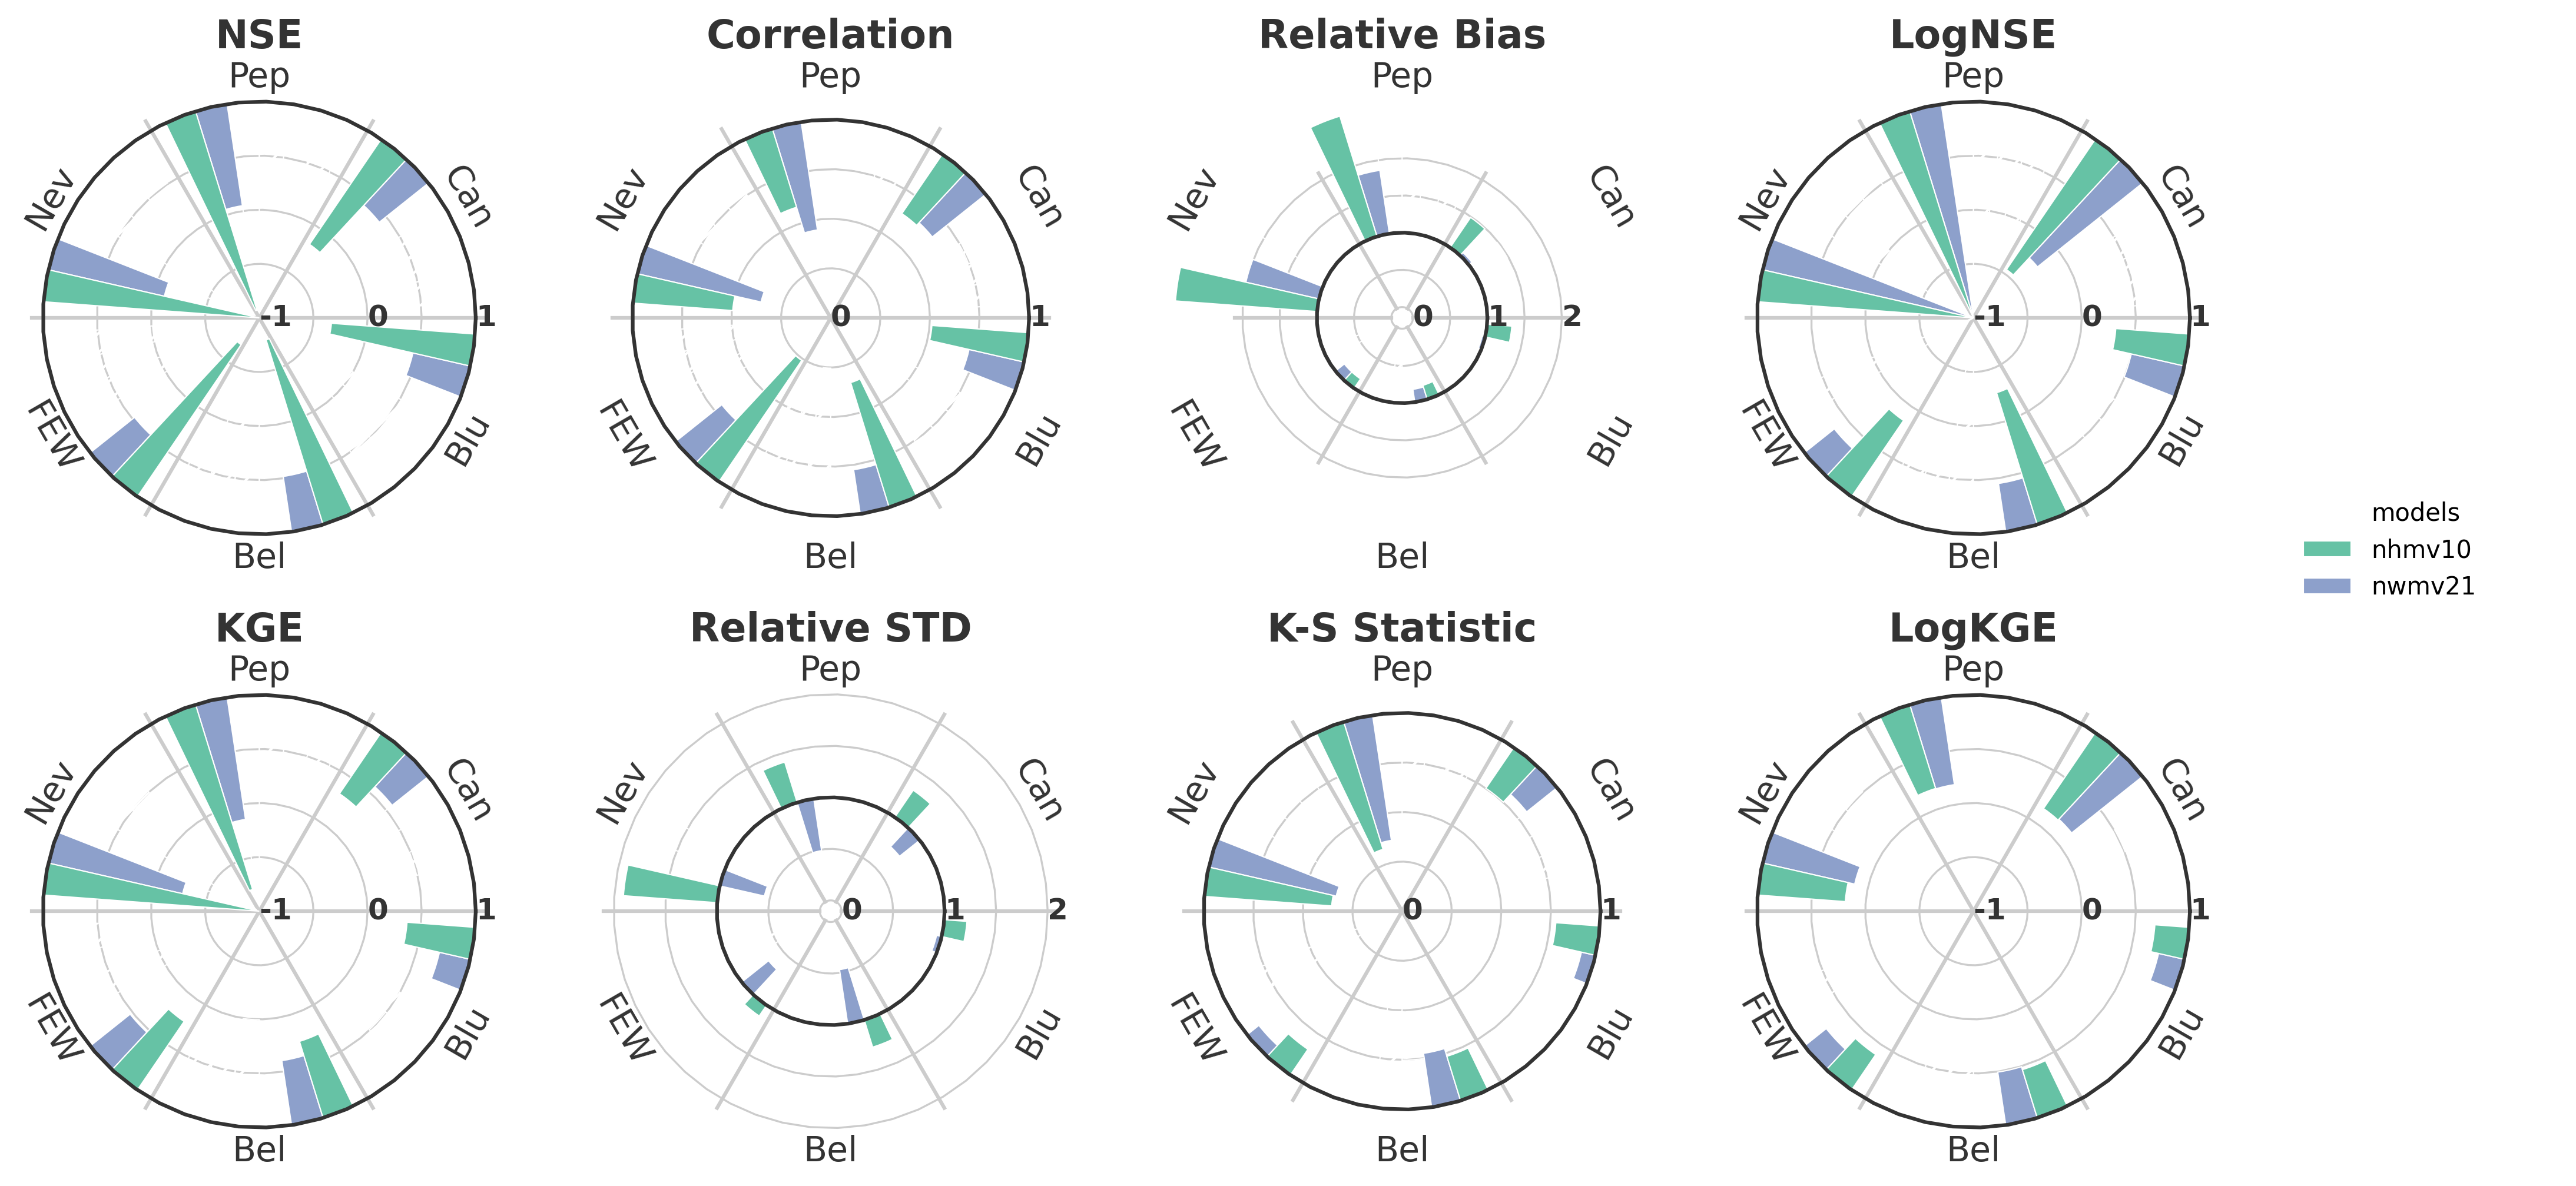 NSE
Pep
Nev
Can
-1 0 1
FEW
Blu
Bel
Correlation
Pep
Nev
Can
0 1
FEW
Blu
Bel
Relative Bias
Pep
Nev
Can
0 1 2
FEW
Blu
Bel
LogNSE
Pep
Nev
Can
-1 0 1
FEW
Blu
Bel
models
nhmv10
nwmv21
KGE
Pep
Nev
Can
-1 0 1
FEW
Blu
Bel
Relative STD
Pep
Nev
Can
0 1 2
FEW
Blu
Bel
K-S Statistic
Pep
Nev
Can
0 1
FEW
Blu
Bel
LogKGE
Pep
Nev
Can
-1 0 1
FEW
Blu
Bel